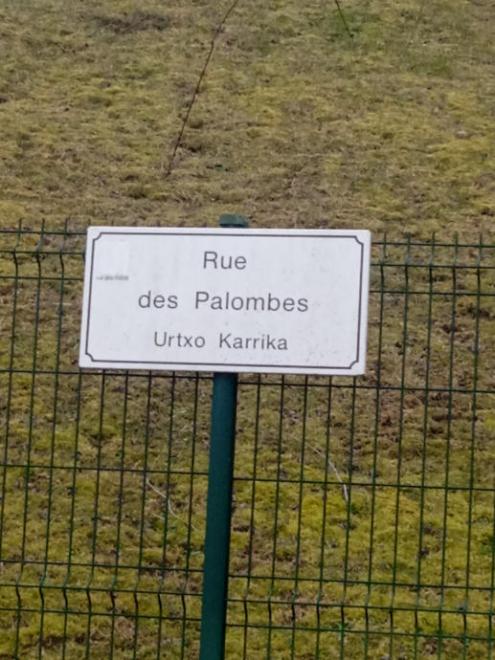 Rue
des Palombes
Urtxo Karrika